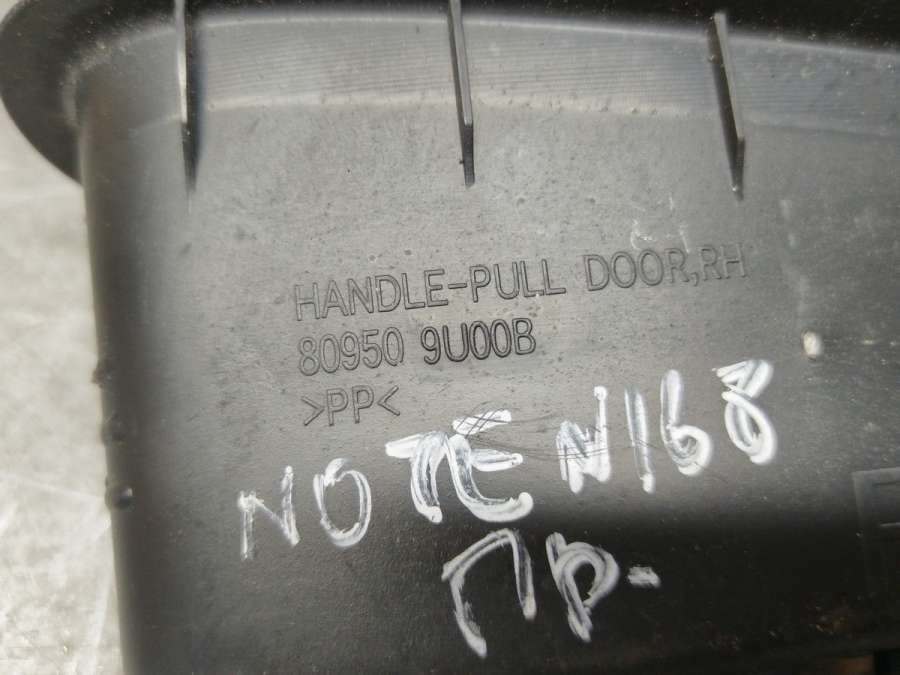 HANDLE-PULL DOOR,RH
80950 9U00B
>PP<
NOTE N168
Пр-